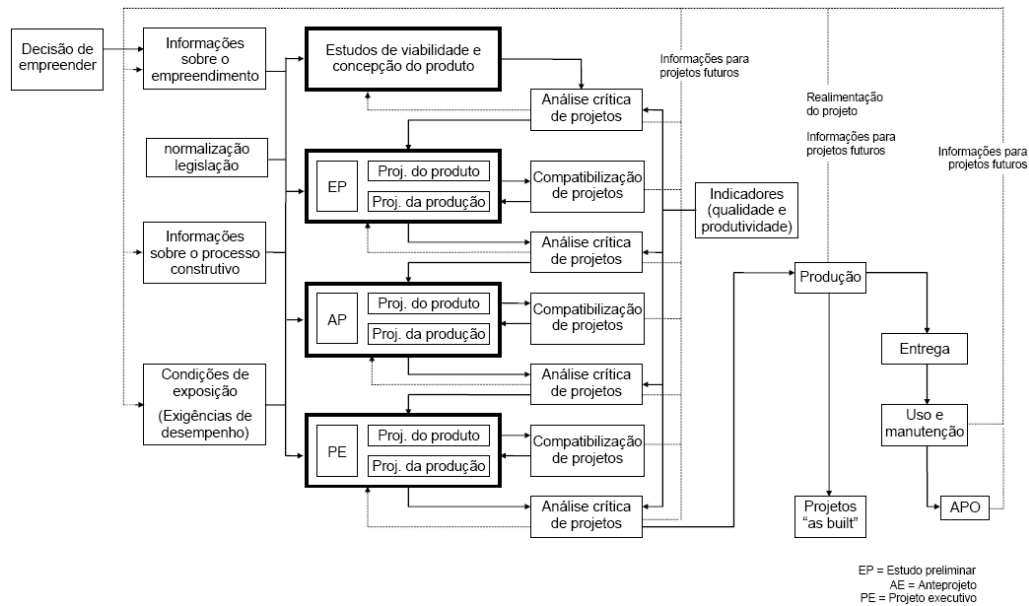 Decisão de
empreender
Informações
sobre o
empreendimento
normalização
legislação
Informações
sobre o processo
construtivo
Condições de
exposição
(Exigências de
desempenho)
Estudos de viabilidade e
concepção do produto
Análise crítica
de projetos
EP
Proj. do produto
Proj. da produção
Compatibilização
de projetos
Análise crítica
de projetos
AP
Proj. do produto
Proj. da produção
Compatibilização
de projetos
Análise crítica
de projetos
PE
Proj. do produto
Proj. da produção
Compatibilização
de projetos
Análise crítica
de projetos
Informações para
projetos futuros
Indicadores
(qualidade e
produtividade)
Realimentação
do projeto
Informações para
projetos futuros
Informações para
projetos futuros
Produção
Entrega
Uso e
manutenção
APO
Projetos
“as built”
EP = Estudo preliminar
AE = Anteprojeto
PE = Projeto executivo